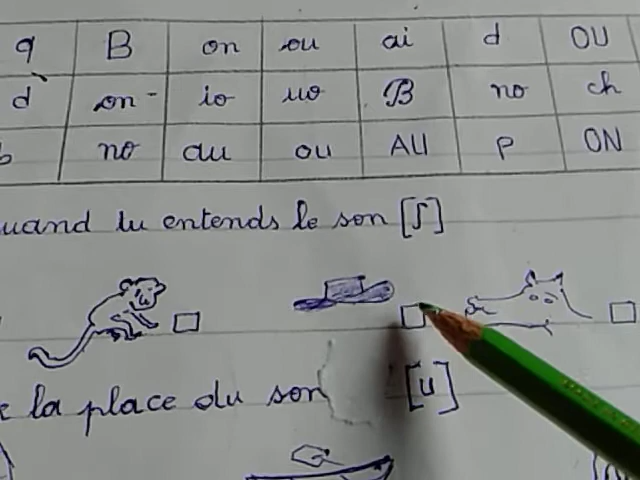 q B on ou ai d OU
d on io uo B no ch
b no au ou AU p ON
quand tu entends le son [ʃ]
la place du son [u]